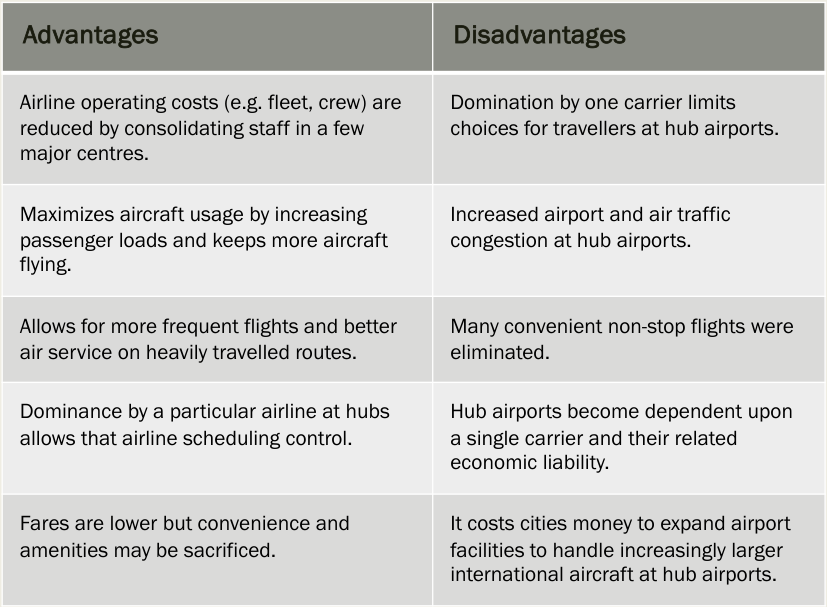 Advantages
Disadvantages
Airline operating costs (e.g. fleet, crew) are
reduced by consolidating staff in a few
major centres.
Domination by one carrier limits
choices for travellers at hub airports.
Maximizes aircraft usage by increasing
passenger loads and keeps more aircraft
flying.
Increased airport and air traffic
congestion at hub airports.
Allows for more frequent flights and better
air service on heavily travelled routes.
Many convenient non-stop flights were
eliminated.
Dominance by a particular airline at hubs
allows that airline scheduling control.
Hub airports become dependent upon
a single carrier and their related
economic liability.
Fares are lower but convenience and
amenities may be sacrificed.
It costs cities money to expand airport
facilities to handle increasingly larger
international aircraft at hub airports.